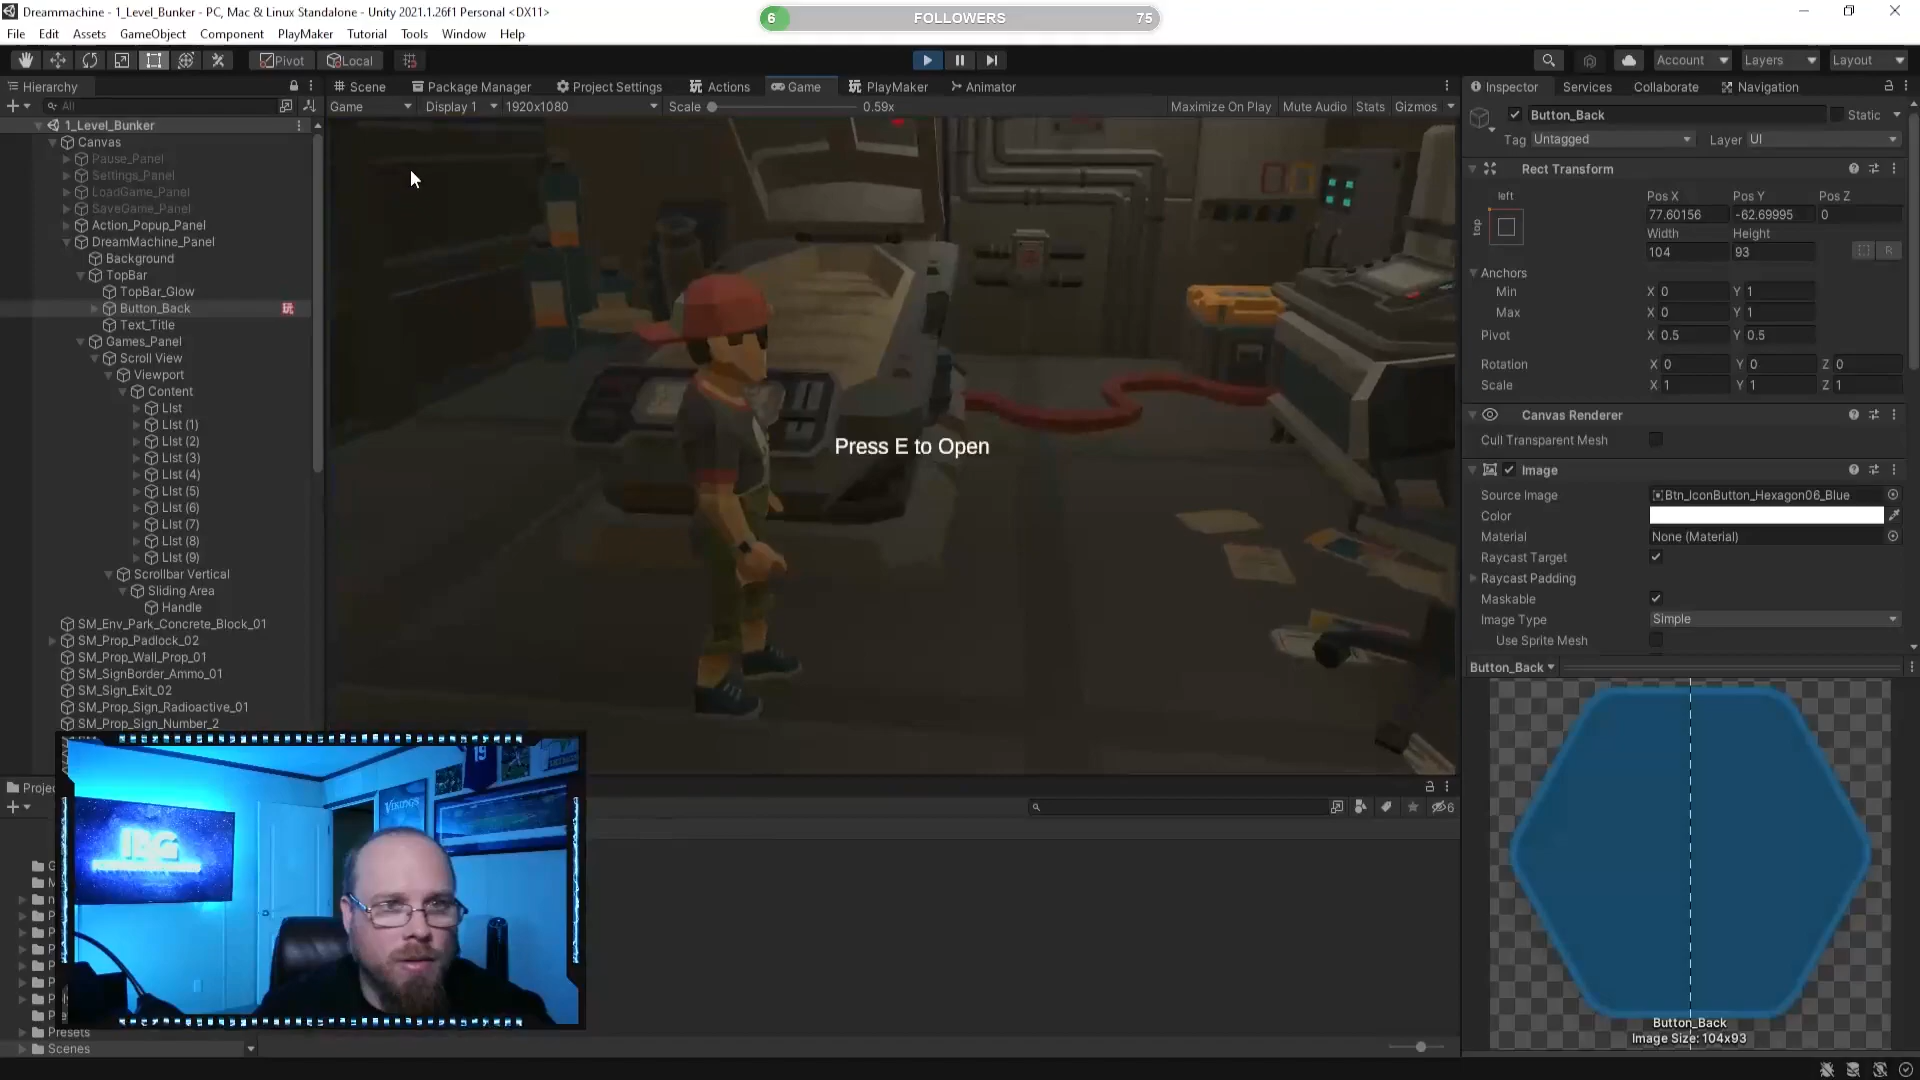 Dreammachine - 1_Level_Bunker - PC, Mac & Linux Standalone - Unity 2021.1.26f1 Personal <DX11>
6 FOLLOWERS 75
File Edit Assets GameObject Component PlayMaker Tutorial Tools Window Help
Pivot Local Account Layers Layout
Hierarchy Scene Package Manager Project Settings Actions Game PlayMaker Animator Inspector Services Collaborate Navigation
All Game Display 1 1920x1080 Scale 0.59x Maximize On Play Mute Audio Stats Gizmos
1_Level_Bunker
Canvas
Pause_Panel
Settings_Panel
LoadGame_Panel
SaveGame_Panel
Action_Popup_Panel
DreamMachine_Panel
Background
TopBar
TopBar_Glow
Button_Back
Text_Title
Games_Panel
Scroll View
Viewport
Content
LIst
LIst (1)
LIst (2)
LIst (3)
LIst (4)
LIst (5)
LIst (6)
LIst (7)
LIst (8)
LIst (9)
Scrollbar Vertical
Sliding Area
Handle
SM_Env_Park_Concrete_Block_01
SM_Prop_Padlock_02
SM_Prop_Wall_Prop_01
SM_SignBorder_Ammo_01
SM_Sign_Exit_02
SM_Prop_Sign_Radioactive_01
SM_Prop_Sign_Number_2
Press E to Open
Button_Back Static
Tag Untagged Layer UI
Rect Transform
left
top
Pos X Pos Y Pos Z
77.60156 -62.69995 0
Width Height
104 93
R
Anchors
Min X 0 Y 1
Max X 0 Y 1
Pivot X 0.5 Y 0.5
Rotation X 0 Y 0 Z 0
Scale X 1 Y 1 Z 1
Canvas Renderer
Cull Transparent Mesh
Image
Source Image Btn_IconButton_Hexagon06_Blue
Color
Material None (Material)
Raycast Target
Raycast Padding
Maskable
Image Type Simple
Use Sprite Mesh
Button_Back
Button_Back
Image Size: 104x93
6
Presets
Scenes
VIKINGS
19
IRG